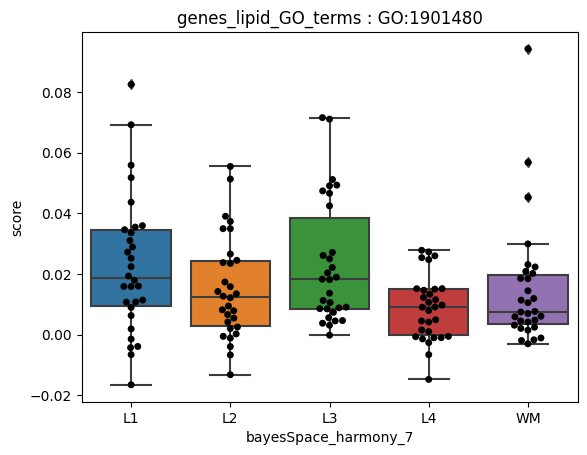 genes_lipid_GO_terms : GO:1901480
score
0.08
0.06
0.04
0.02
0.00
−0.02
L1 L2 L3 L4 WM
bayesSpace_harmony_7